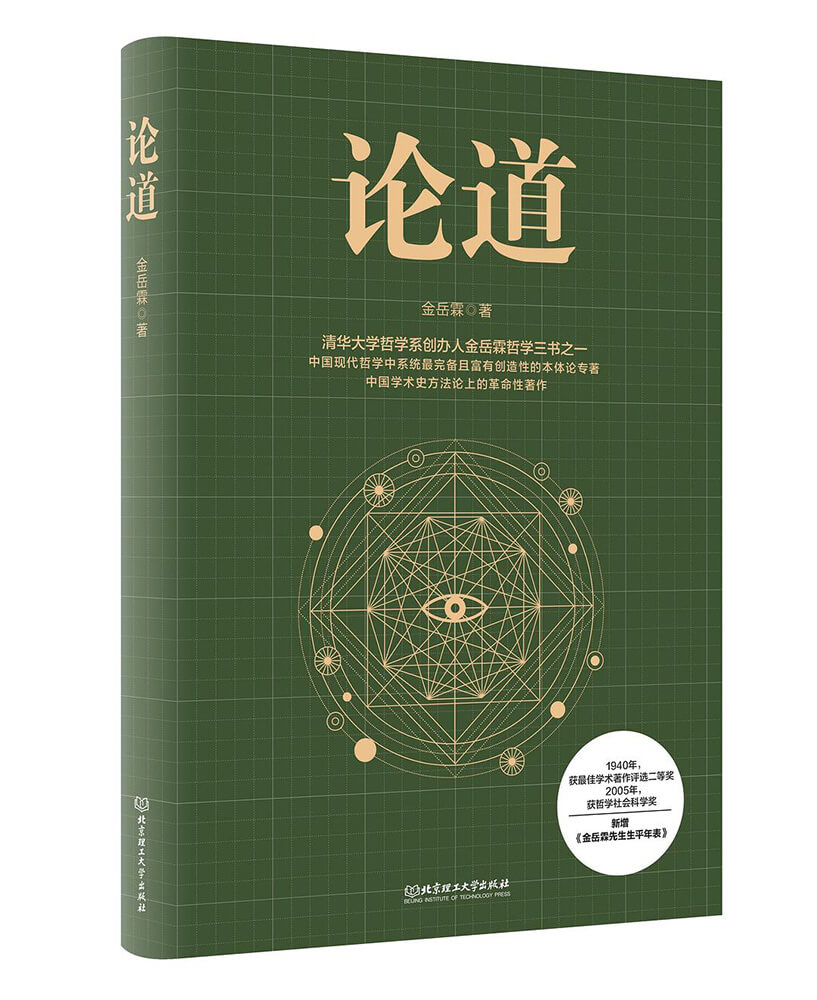 论道
金岳霖◎著
北京理工大学出版社
论道
金岳霖◎著
清华大学哲学系创办人金岳霖哲学三书之一
中国现代哲学中系统最完备且富有创造性的本体论专著
中国学术史方法论上的革命性著作
1940年，
获最佳学术著作评选二等奖
2005年，
获哲学社会科学奖
新增
《金岳霖先生生平年表》
北京理工大学出版社
BEIJING INSTITUTE OF TECHNOLOGY PRESS